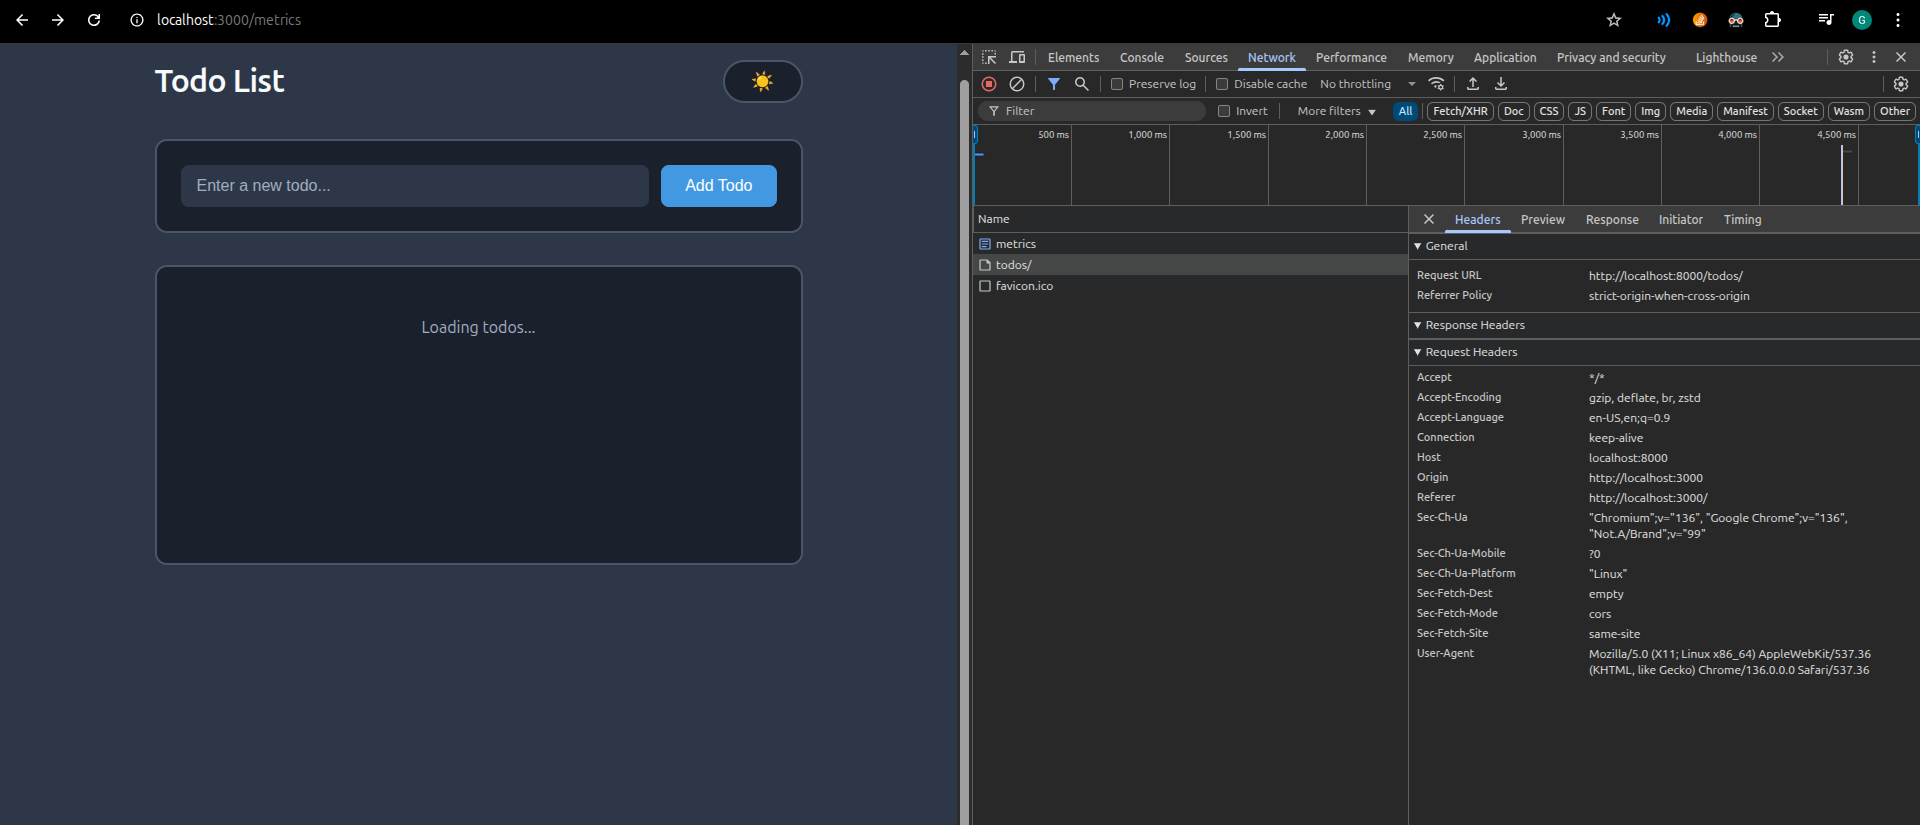 localhost:3000/metrics
G
Todo List
Enter a new todo...
Add Todo
Loading todos...
Elements Console Sources Network Performance Memory Application Privacy and security Lighthouse
Preserve log Disable cache No throttling
Filter Invert More filters All Fetch/XHR Doc CSS JS Font Img Media Manifest Socket Wasm Other
500 ms 1,000 ms 1,500 ms 2,000 ms 2,500 ms 3,000 ms 3,500 ms 4,000 ms 4,500 ms
Name
metrics
todos/
favicon.ico
Headers Preview Response Initiator Timing
General
Request URL http://localhost:8000/todos/
Referrer Policy strict-origin-when-cross-origin
Response Headers
Request Headers
Accept */*
Accept-Encoding gzip, deflate, br, zstd
Accept-Language en-US,en;q=0.9
Connection keep-alive
Host localhost:8000
Origin http://localhost:3000
Referer http://localhost:3000/
Sec-Ch-Ua "Chromium";v="136", "Google Chrome";v="136",
"Not.A/Brand";v="99"
Sec-Ch-Ua-Mobile ?0
Sec-Ch-Ua-Platform "Linux"
Sec-Fetch-Dest empty
Sec-Fetch-Mode cors
Sec-Fetch-Site same-site
User-Agent Mozilla/5.0 (X11; Linux x86_64) AppleWebKit/537.36
(KHTML, like Gecko) Chrome/136.0.0.0 Safari/537.36